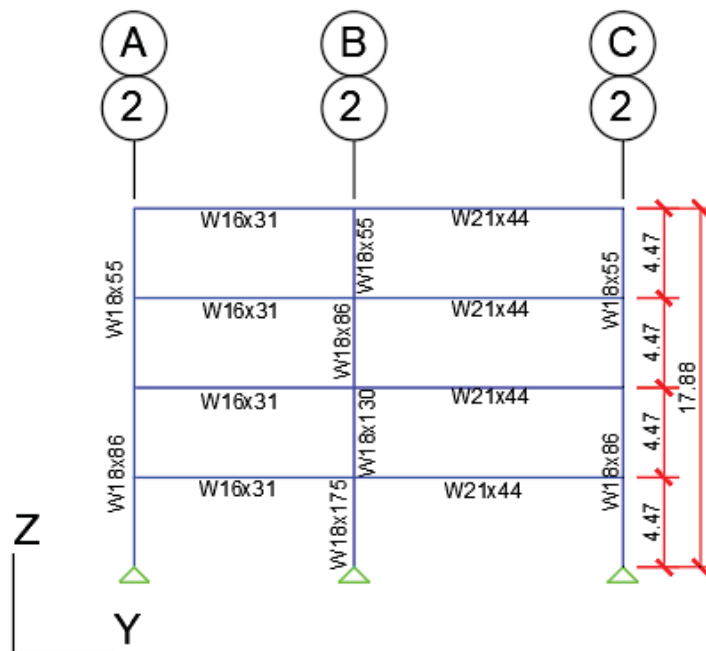 A B C
2 2 2
W16x31 W18x55 W21x44
W18x55 W18x55 4.47
W16x31 W18x86 W21x44
4.47 17.88
W16x31 W18x130 W21x44
W18x86 W18x86 4.47
W16x31 W18x175 W21x44
4.47
Z
Y